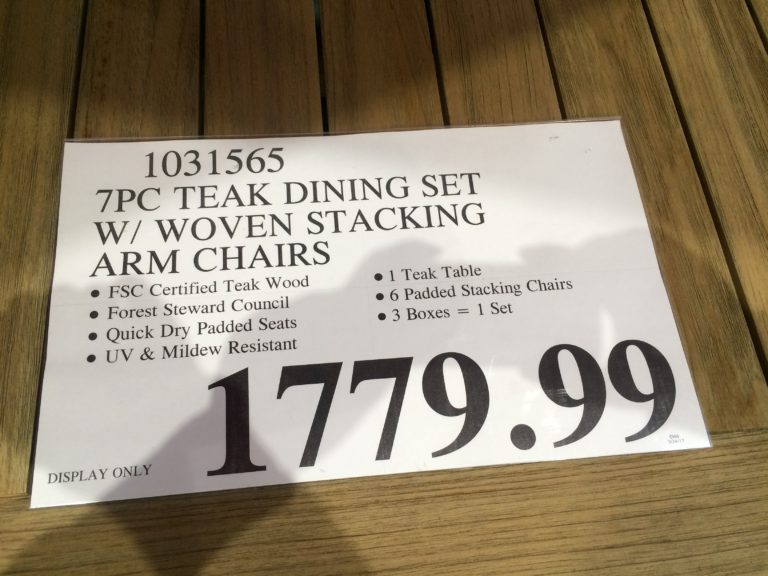 1031565
7PC TEAK DINING SET
W/ WOVEN STACKING
ARM CHAIRS
• FSC Certified Teak Wood
• Forest Steward Council
• Quick Dry Padded Seats
• UV & Mildew Resistant
• 1 Teak Table
• 6 Padded Stacking Chairs
• 3 Boxes = 1 Set
1779.99
DISPLAY ONLY